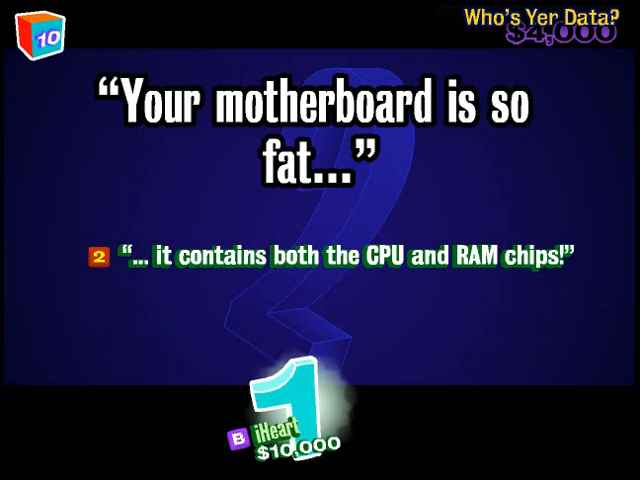 10
Who's Yer Data?
$4,000
“Your motherboard is so
fat...”
2 “... it contains both the CPU and RAM chips!”
1
B iHeart
$10,000